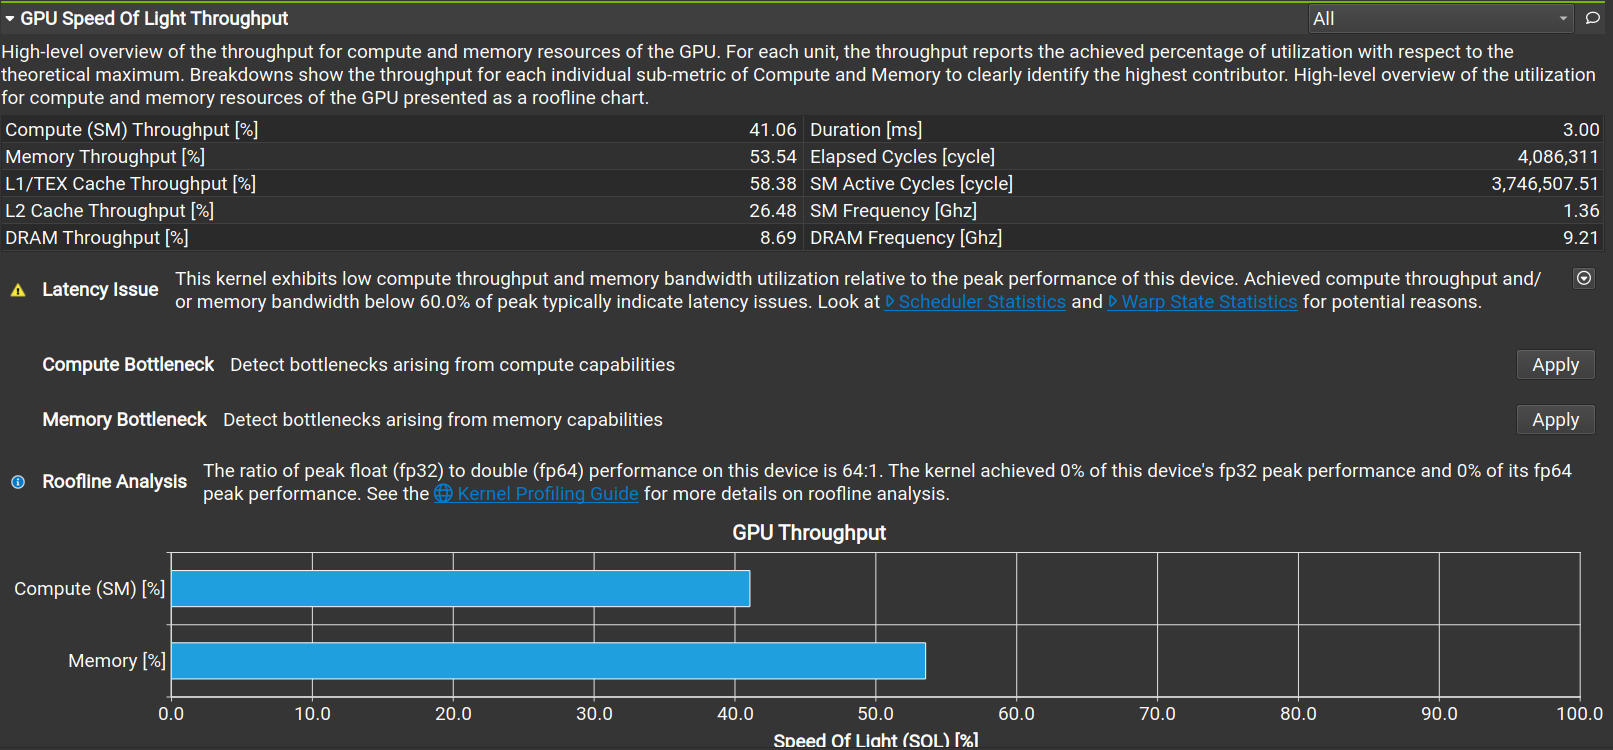 GPU Speed Of Light Throughput
All
High-level overview of the throughput for compute and memory resources of the GPU. For each unit, the throughput reports the achieved percentage of utilization with respect to the
theoretical maximum. Breakdowns show the throughput for each individual sub-metric of Compute and Memory to clearly identify the highest contributor. High-level overview of the utilization
for compute and memory resources of the GPU presented as a roofline chart.
Compute (SM) Throughput [%] 41.06 Duration [ms] 3.00
Memory Throughput [%] 53.54 Elapsed Cycles [cycle] 4,086,311
L1/TEX Cache Throughput [%] 58.38 SM Active Cycles [cycle] 3,746,507.51
L2 Cache Throughput [%] 26.48 SM Frequency [Ghz] 1.36
DRAM Throughput [%] 8.69 DRAM Frequency [Ghz] 9.21
Latency Issue
This kernel exhibits low compute throughput and memory bandwidth utilization relative to the peak performance of this device. Achieved compute throughput and/
or memory bandwidth below 60.0% of peak typically indicate latency issues. Look at Scheduler Statistics and Warp State Statistics for potential reasons.
Compute Bottleneck Detect bottlenecks arising from compute capabilities Apply
Memory Bottleneck Detect bottlenecks arising from memory capabilities Apply
Roofline Analysis
The ratio of peak float (fp32) to double (fp64) performance on this device is 64:1. The kernel achieved 0% of this device's fp32 peak performance and 0% of its fp64
peak performance. See the Kernel Profiling Guide for more details on roofline analysis.
GPU Throughput
Compute (SM) [%]
Memory [%]
0.0 10.0 20.0 30.0 40.0 50.0 60.0 70.0 80.0 90.0 100.0
Speed Of Light (SOL) [%]